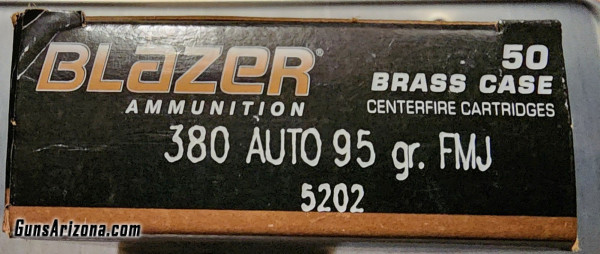 BLaZER®
AMMUNITION
50
BRASS CASE
CENTERFIRE CARTRIDGES
380 AUTO 95 gr. FMJ
5202
GunsArizona.com